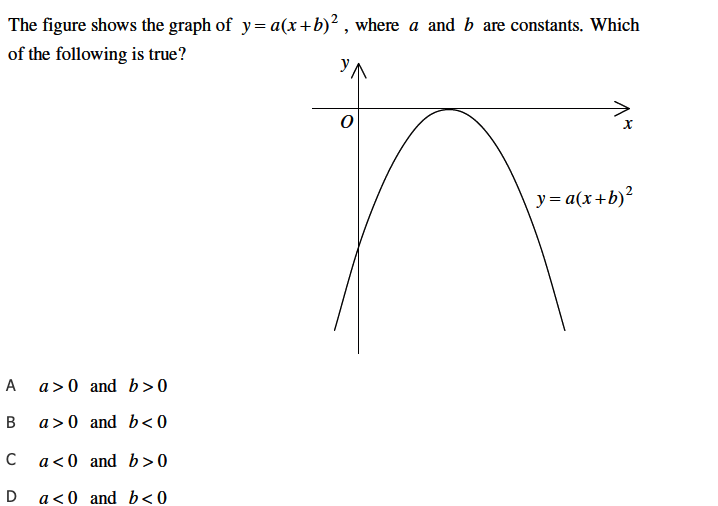 The figure shows the graph of y = a(x+b)², where a and b are constants. Which
of the following is true?
y
O
x
y = a(x+b)²
A a > 0 and b > 0
B a > 0 and b < 0
C a < 0 and b > 0
D a < 0 and b < 0